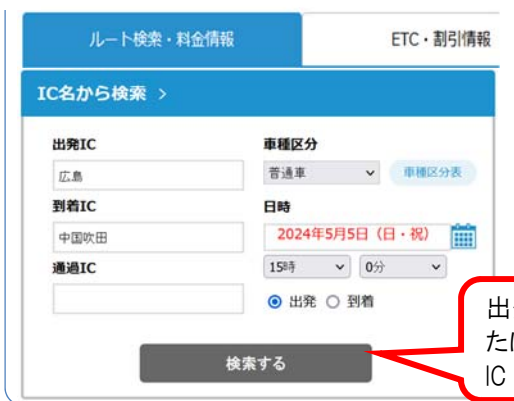 ルート検索・料金情報
ETC・割引情報
IC名から検索 >
出発IC
車種区分
広島
普通車
車種区分表
到着IC
日時
中国吹田
2024年5月5日（日・祝）
通過IC
15時
0分
出発
到着
検索する
出
たに
IC